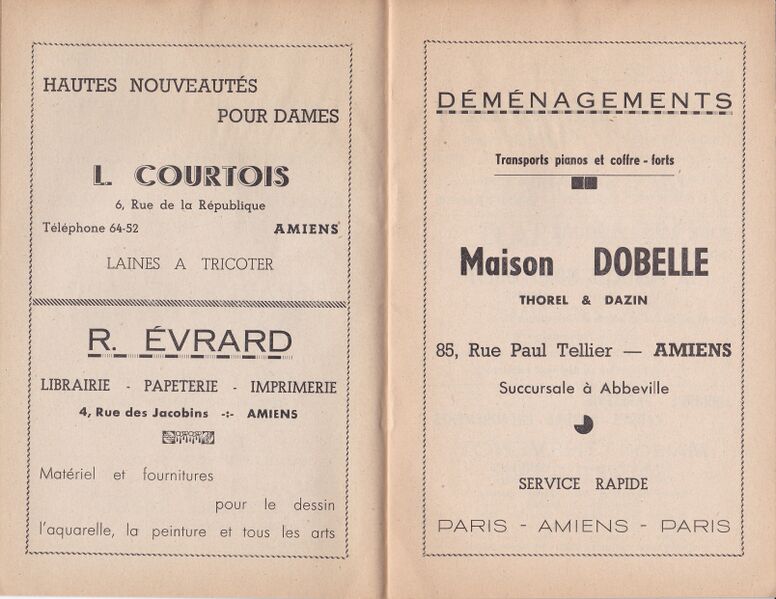 HAUTES NOUVEAUTÉS
POUR DAMES
L. COURTOIS
6, Rue de la République
Téléphone 64-52 AMIENS
LAINES A TRICOTER
R. ÉVRARD
LIBRAIRIE - PAPETERIE - IMPRIMERIE
4, Rue des Jacobins -:- AMIENS
Matériel et fournitures
pour le dessin
l'aquarelle, la peinture et tous les arts
DÉMÉNAGEMENTS
Transports pianos et coffre-forts
Maison DOBELLE
THOREL & DAZIN
85, Rue Paul Tellier — AMIENS
Succursale à Abbeville
SERVICE RAPIDE
PARIS - AMIENS - PARIS